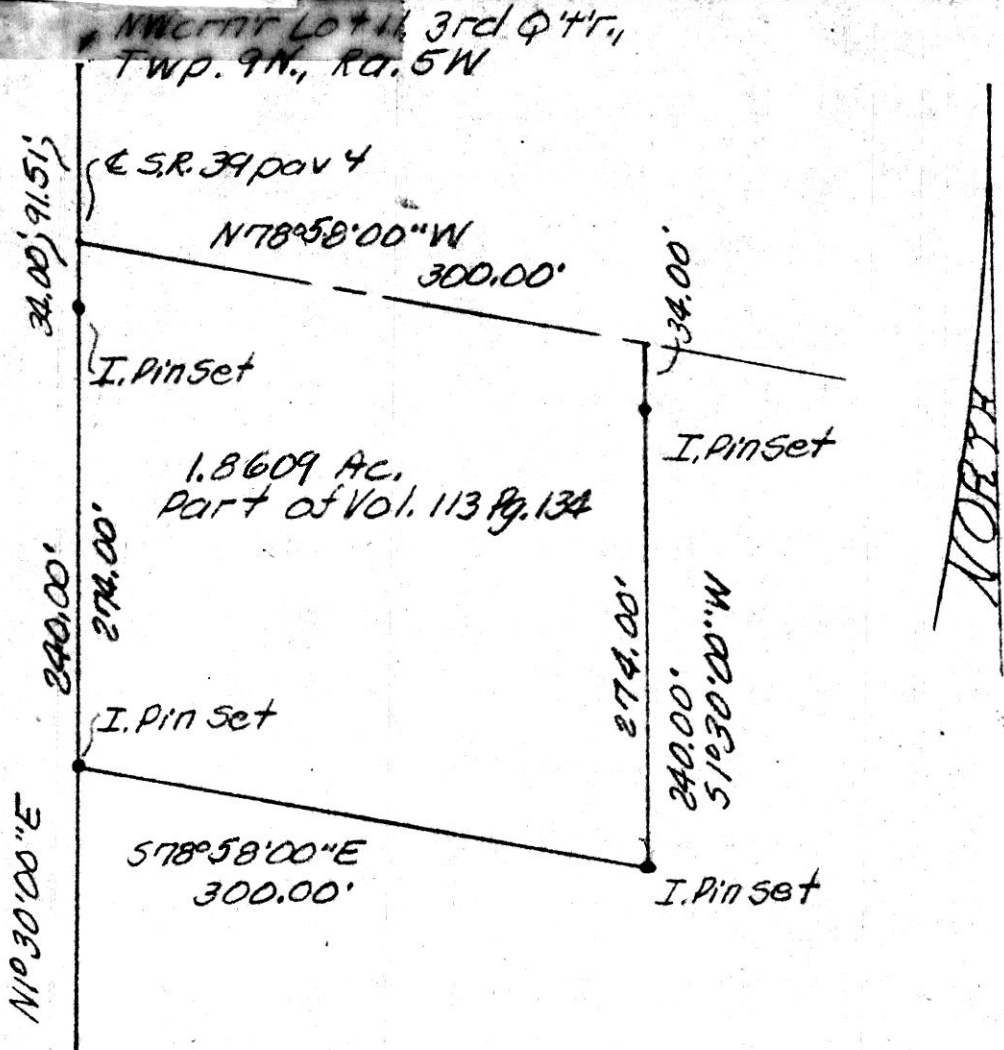 NW crn'r Lot 11, 3rd Q't'r.,
Twp. 9N., Ra. 5W
34.00' 91.51'
℄ S.R. 39 pav 4
N78°58'00"W
300.00'
34.00'
I. Pin Set
I. Pin Set
1.8609 Ac.
Part of Vol. 113 Pg. 134
NORTH
240.00'
274.00'
274.00'
240.00'
S1°30'00"W
I. Pin Set
S78°58'00"E
300.00'
I. Pin Set
N1°30'00"E